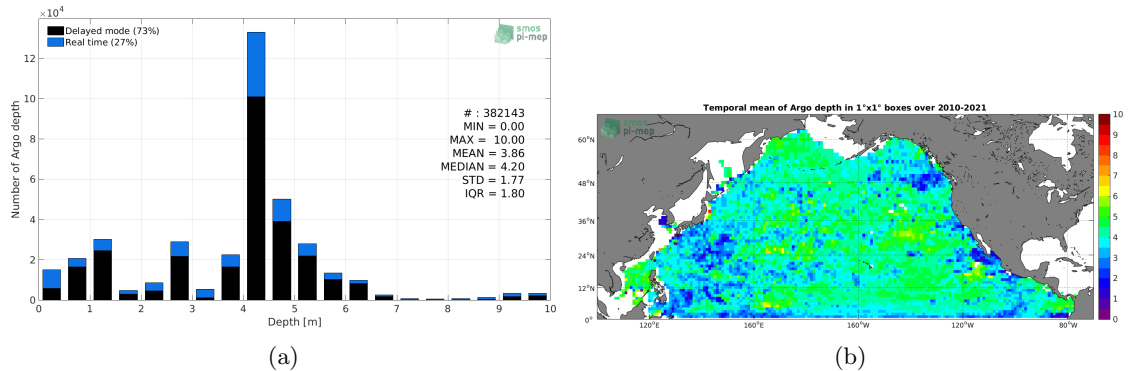 ×10⁴
Delayed mode (73%)
Real time (27%)
smos
pi-mep
12
10
8
6
4
2
0
Number of Argo depth
# : 382143
MIN = 0.00
MAX = 10.00
MEAN = 3.86
MEDIAN = 4.20
STD = 1.77
IQR = 1.80
0 1 2 3 4 5 6 7 8 9 10
Depth [m]
(a)
Temporal mean of Argo depth in 1°x1° boxes over 2010-2021
smos
pi-mep
60°N
48°N
36°N
24°N
12°N
0°
120°E 160°E 160°W 120°W 80°W
10
9
8
7
6
5
4
3
2
1
0
(b)